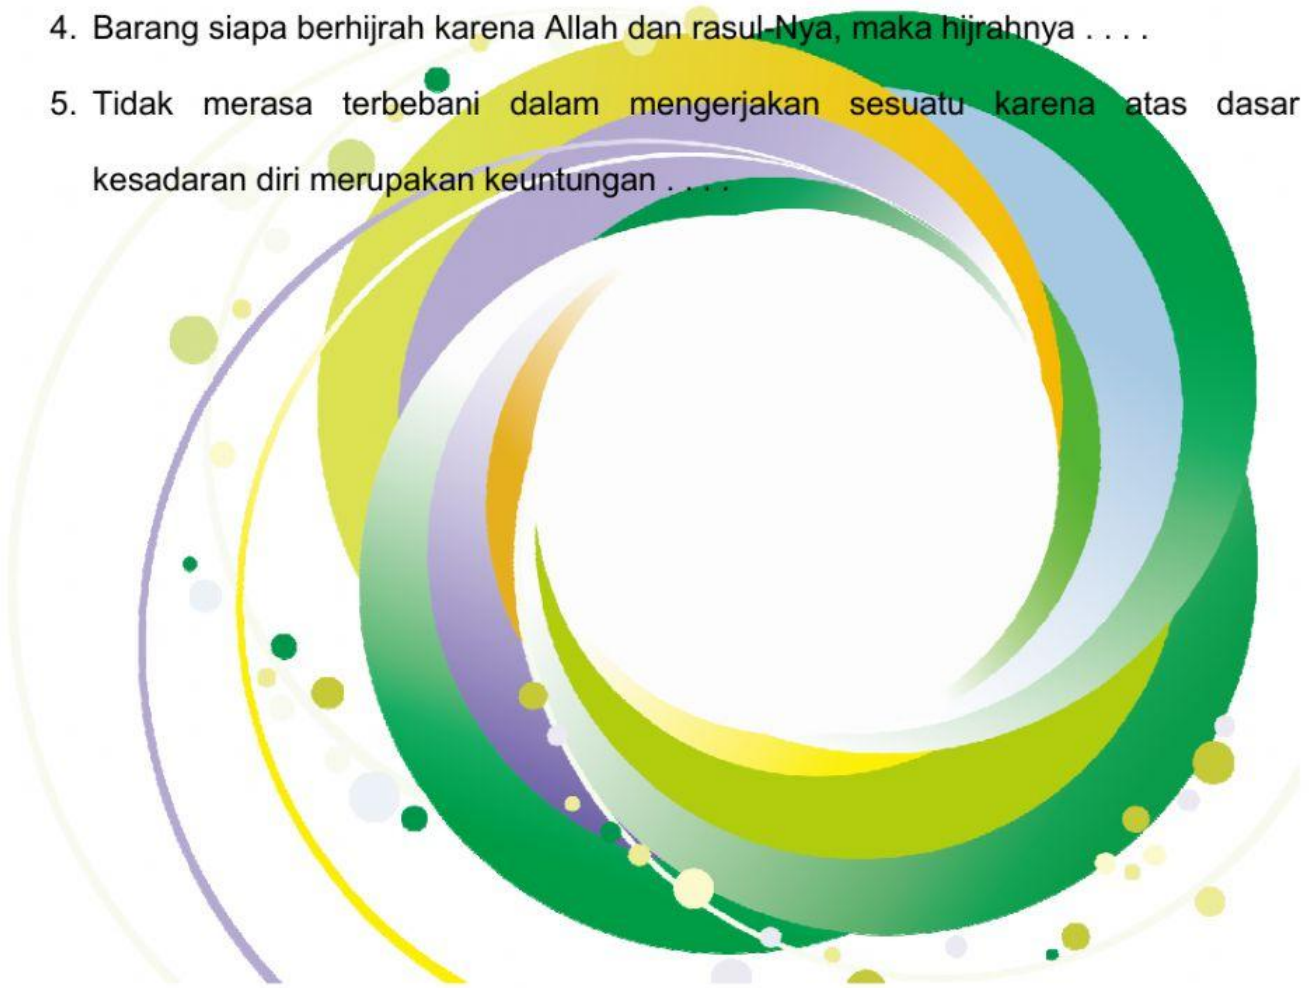 4. Barang siapa berhijrah karena Allah dan rasul-Nya, maka hijrahnya . . . .
5. Tidak merasa terbebani dalam mengerjakan sesuatu karena atas dasar
kesadaran diri merupakan keuntungan . . . .